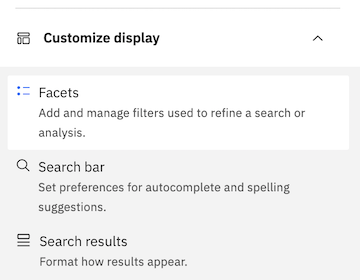 Customize display
Facets
Add and manage filters used to refine a search or
analysis.
Search bar
Set preferences for autocomplete and spelling
suggestions.
Search results
Format how results appear.